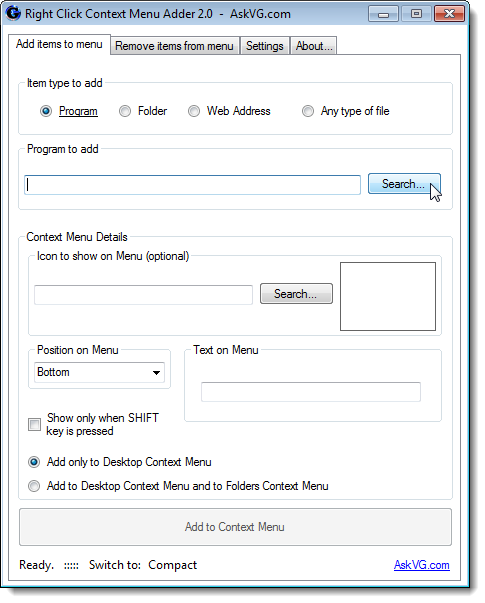 Right Click Context Menu Adder 2.0 - AskVG.com
Add items to menu Remove items from menu Settings About...
Item type to add
Program Folder Web Address Any type of file
Program to add
Search...
Context Menu Details
Icon to show on Menu (optional)
Search...
Position on Menu Text on Menu
Bottom
Show only when SHIFT
key is pressed
Add only to Desktop Context Menu
Add to Desktop Context Menu and to Folders Context Menu
Add to Context Menu
Ready. ::::: Switch to: Compact AskVG.com